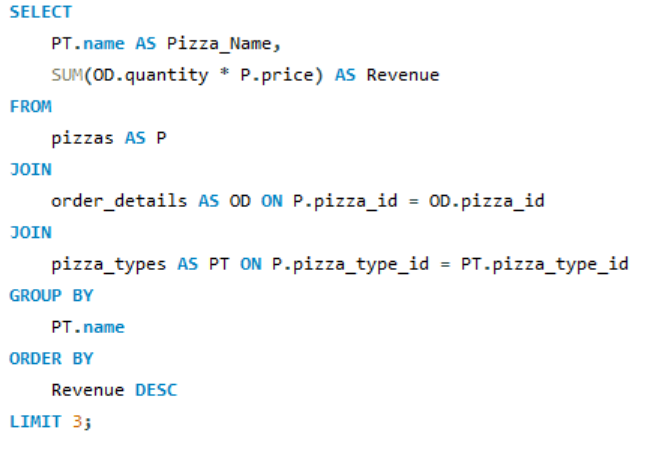 SELECT
    PT.name AS Pizza_Name,
    SUM(OD.quantity * P.price) AS Revenue
FROM
    pizzas AS P
JOIN
    order_details AS OD ON P.pizza_id = OD.pizza_id
JOIN
    pizza_types AS PT ON P.pizza_type_id = PT.pizza_type_id
GROUP BY
    PT.name
ORDER BY
    Revenue DESC
LIMIT 3;